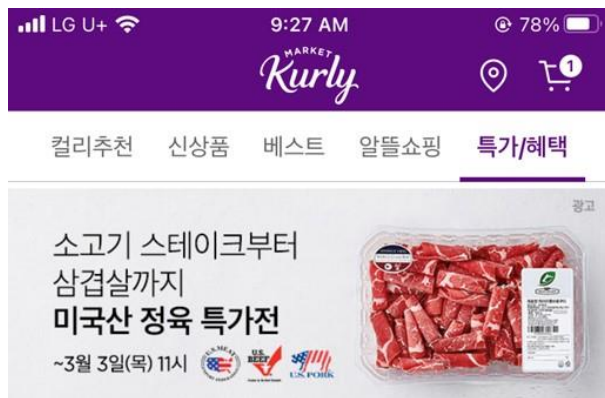 LG U+ 9:27 AM 78%
MARKET
Kurly
1
컬리추천 신상품 베스트 알뜰쇼핑 특가/혜택
광고
소고기 스테이크부터
삼겹살까지
미국산 정육 특가전
~3월 3일(목) 11시
U.S. MEAT
U.S.
BEEF
U.S. PORK